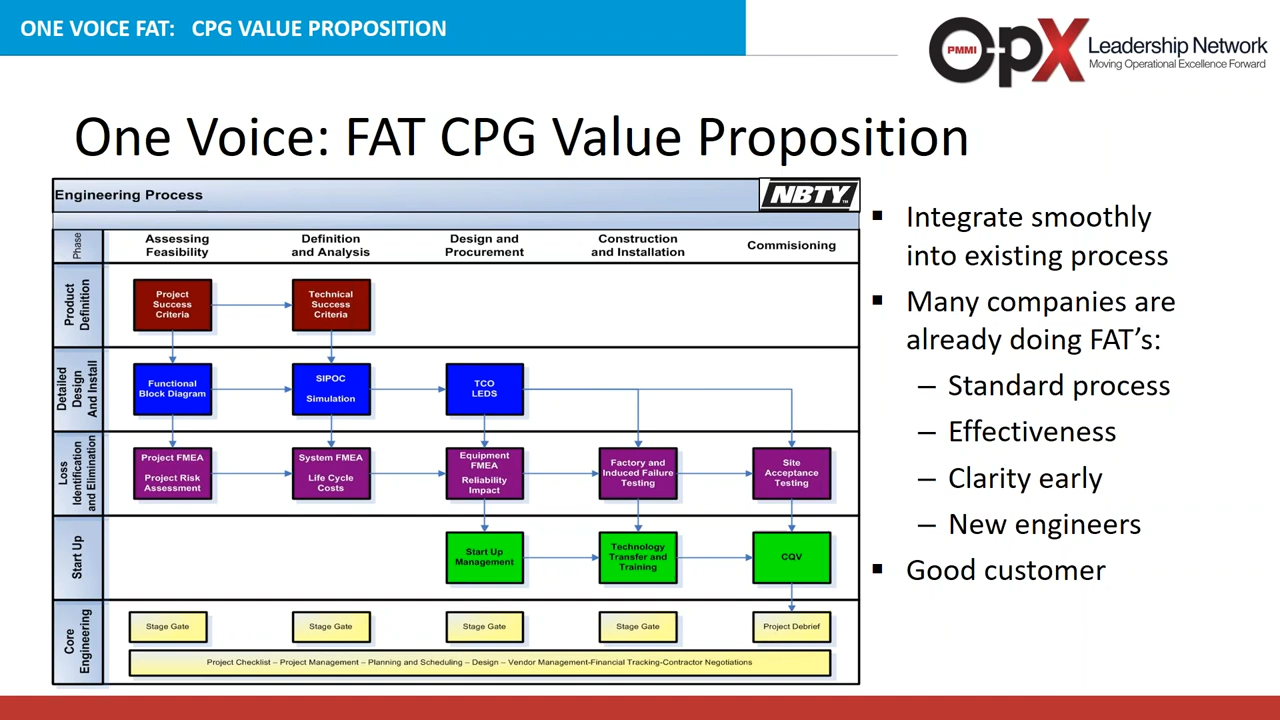 ONE VOICE FAT: CPG VALUE PROPOSITION
PMMI
OpX
Leadership Network
Moving Operational Excellence Forward
One Voice: FAT CPG Value Proposition
Engineering Process
NBTY™
Phase
Assessing
Feasibility
Definition
and Analysis
Design and
Procurement
Construction
and Installation
Commisioning
Product
Definition
Project
Success
Criteria
Technical
Success
Criteria
Detailed
Design
And Install
Functional
Block Diagram
SIPOC
Simulation
TCO
LEDS
Loss
Identification
and Elimination
Project FMEA
Project Risk
Assessment
System FMEA
Life Cycle
Costs
Equipment
FMEA
Reliability
Impact
Factory and
Induced Failure
Testing
Site
Acceptance
Testing
Start Up
Start Up
Management
Technology
Transfer and
Training
CQV
Core
Engineering
Stage Gate
Stage Gate
Stage Gate
Stage Gate
Project Debrief
Project Checklist – Project Management – Planning and Scheduling – Design – Vendor Management-Financial Tracking-Contractor Negotiations
▪ Integrate smoothly
into existing process
▪ Many companies are
already doing FAT’s:
– Standard process
– Effectiveness
– Clarity early
– New engineers
▪ Good customer